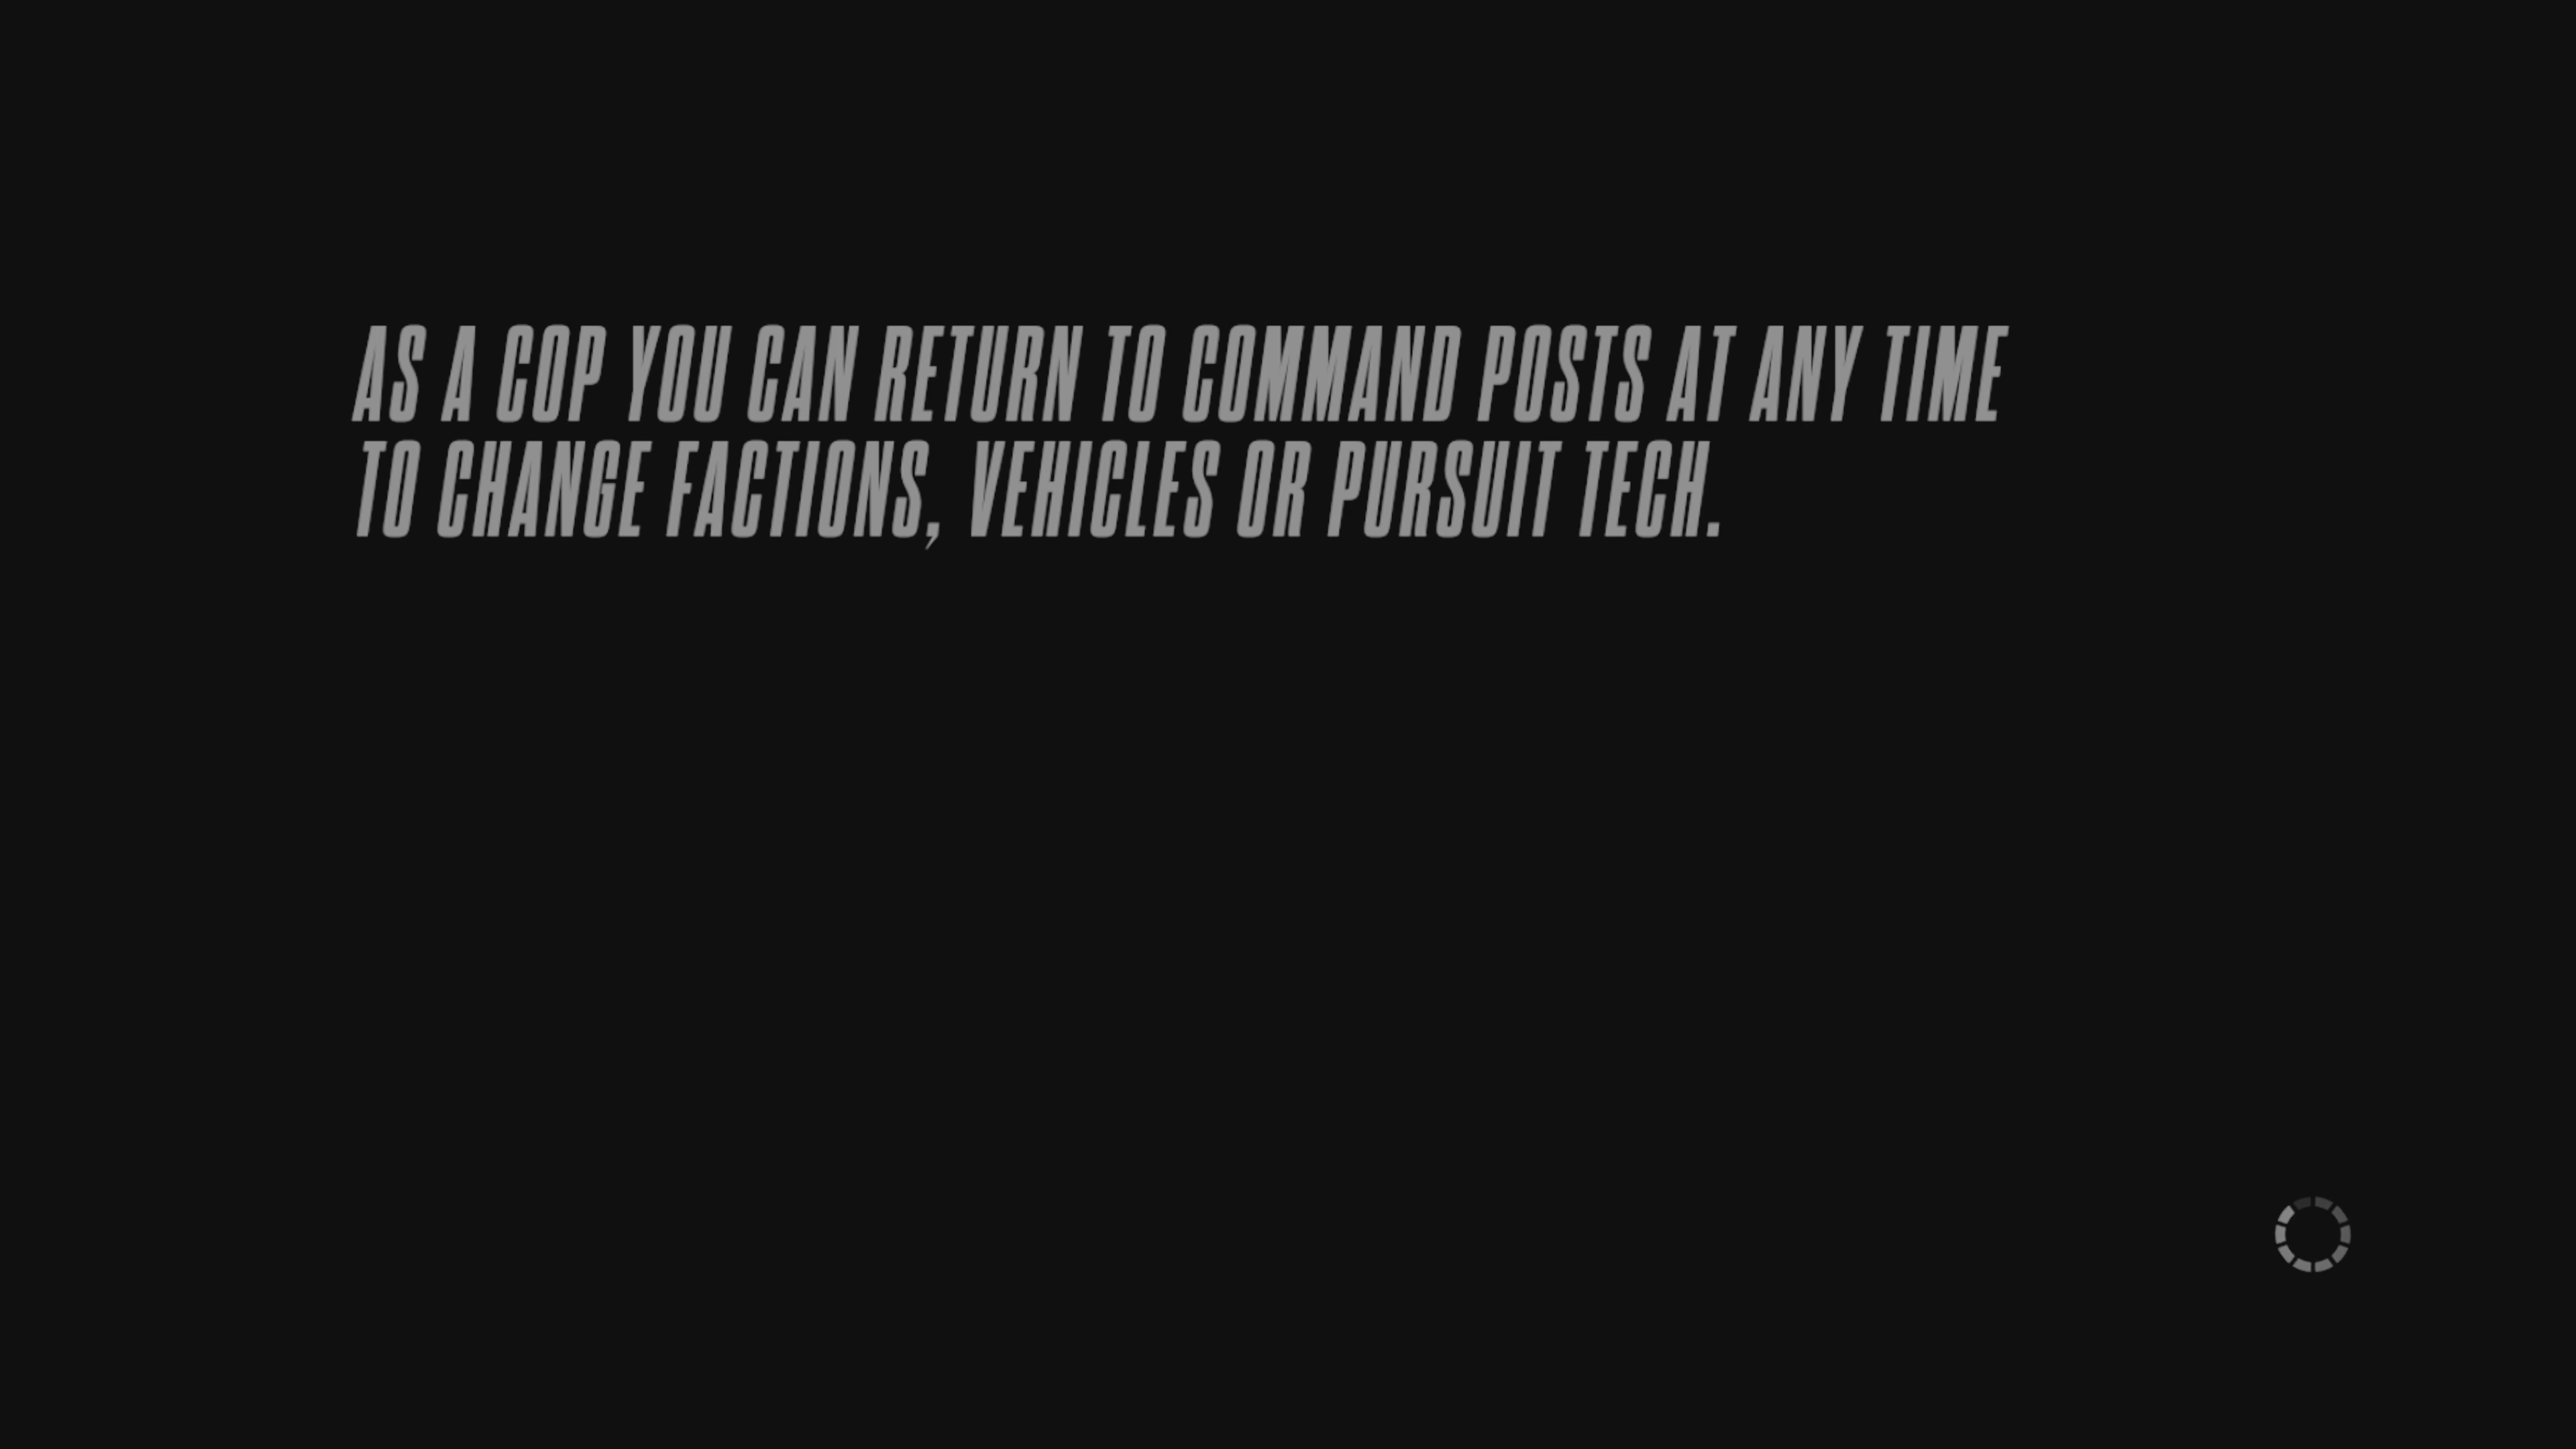 AS A COP YOU CAN RETURN TO COMMAND POSTS AT ANY TIME
TO CHANGE FACTIONS, VEHICLES OR PURSUIT TECH.